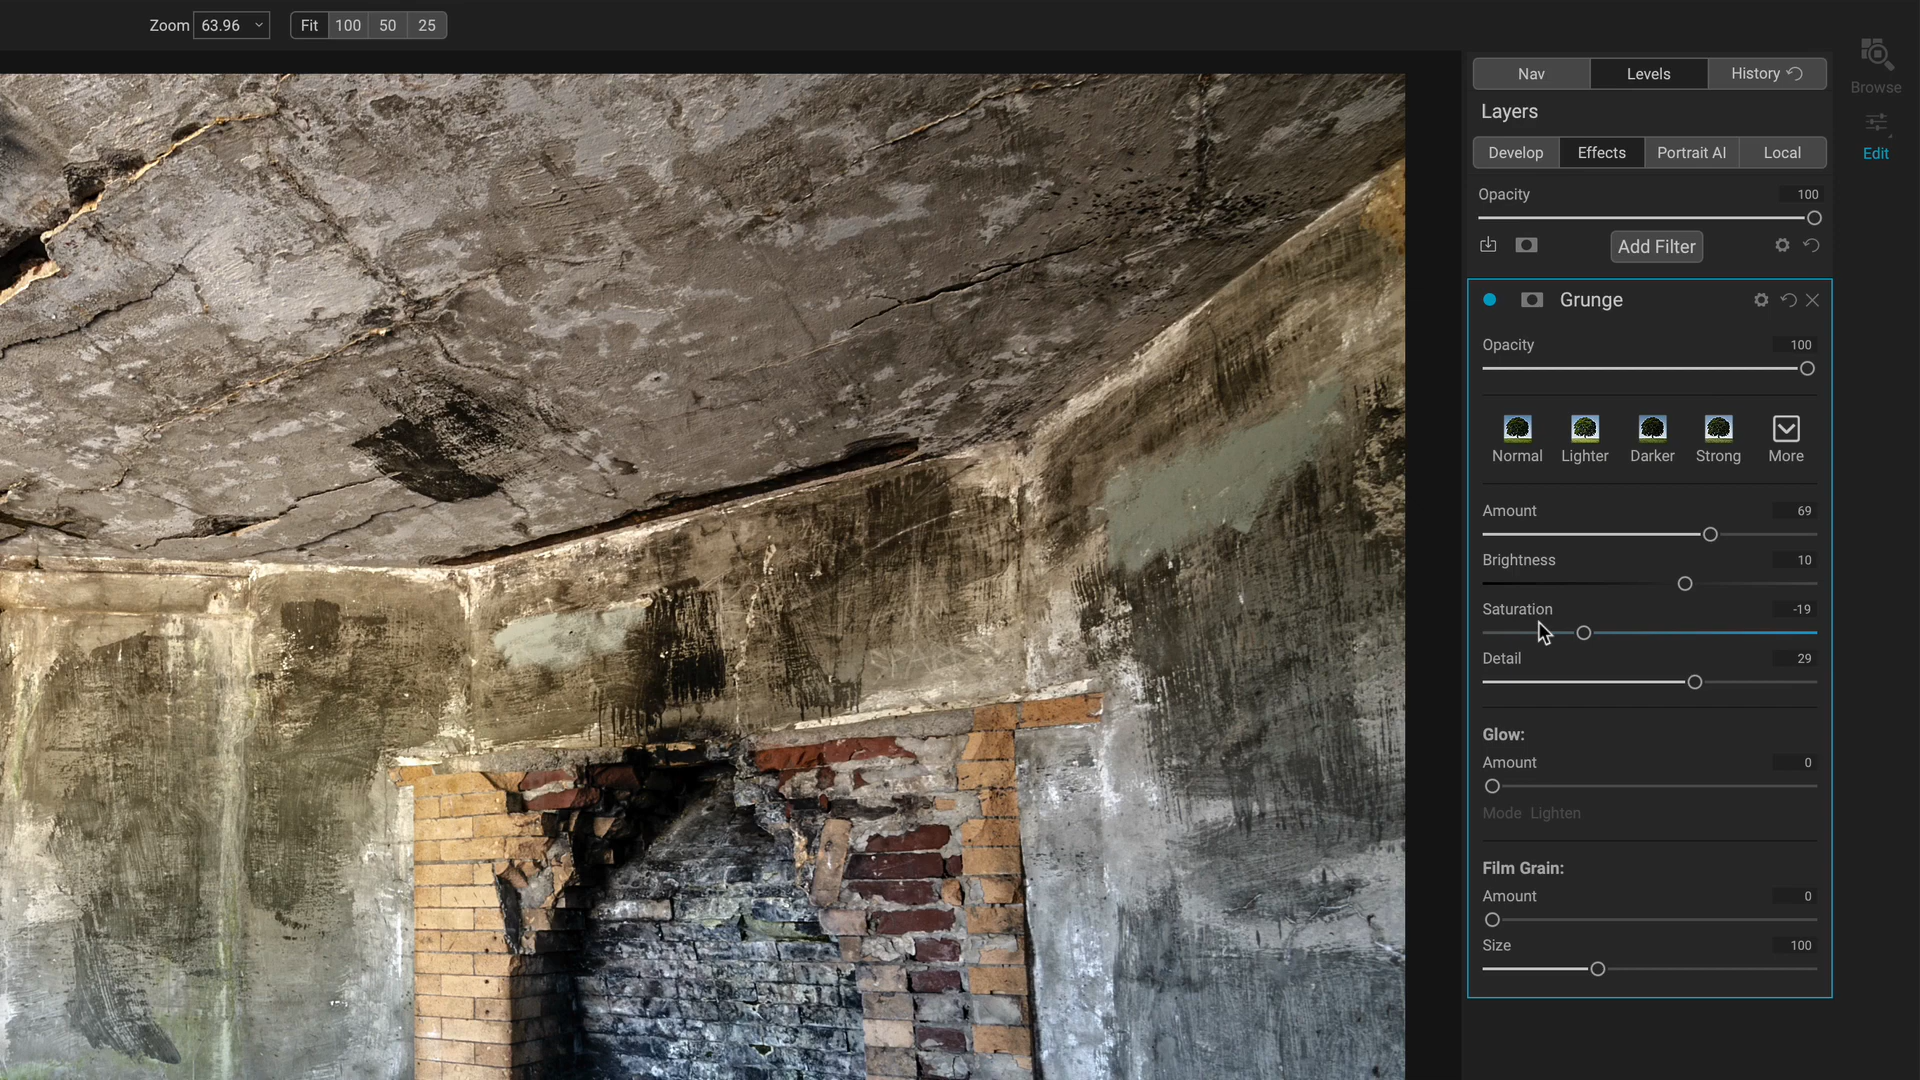 Zoom 63.96 Fit 100 50 25
Nav Levels History
Browse
Layers
Develop Effects Portrait AI Local
Edit
Opacity 100
Add Filter
Grunge
Opacity 100
Normal Lighter Darker Strong More
Amount 69
Brightness 10
Saturation -19
Detail 29
Glow:
Amount 0
Mode Lighten
Film Grain:
Amount 0
Size 100